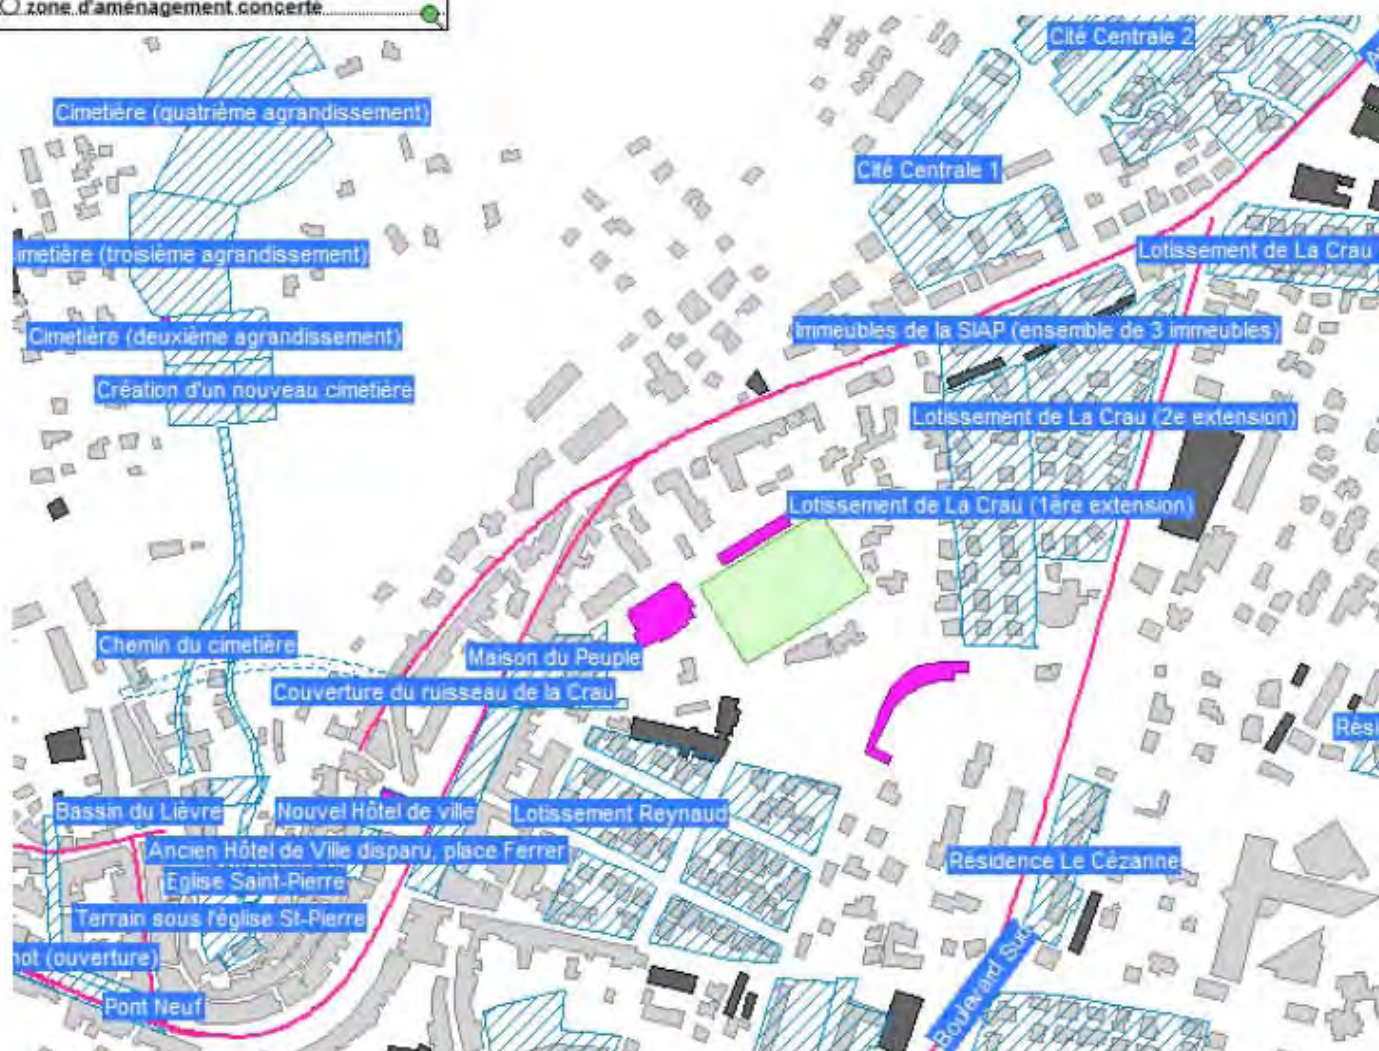 zone d'aménagement concerté
Cité Centrale 2
Cimetière (quatrième agrandissement)
Cité Centrale 1
imetière (troisième agrandissement)
Lotissement de La Crau
Cimetière (deuxième agrandissement)
Immeubles de la SIAP (ensemble de 3 immeubles)
Création d'un nouveau cimetière
Lotissement de La Crau (2e extension)
Lotissement de La Crau (1ère extension)
Chemin du cimetière
Maison du Peuple
Couverture du ruisseau de la Crau
Rési
Bassin du Lièvre
Nouvel Hôtel de ville
Lotissement Reynaud
Ancien Hôtel de Ville disparu, place Ferrer
Résidence Le Cézanne
Eglise Saint-Pierre
Terrain sous l'église St-Pierre
not (ouverture)
Pont Neuf
Boulevard Sud